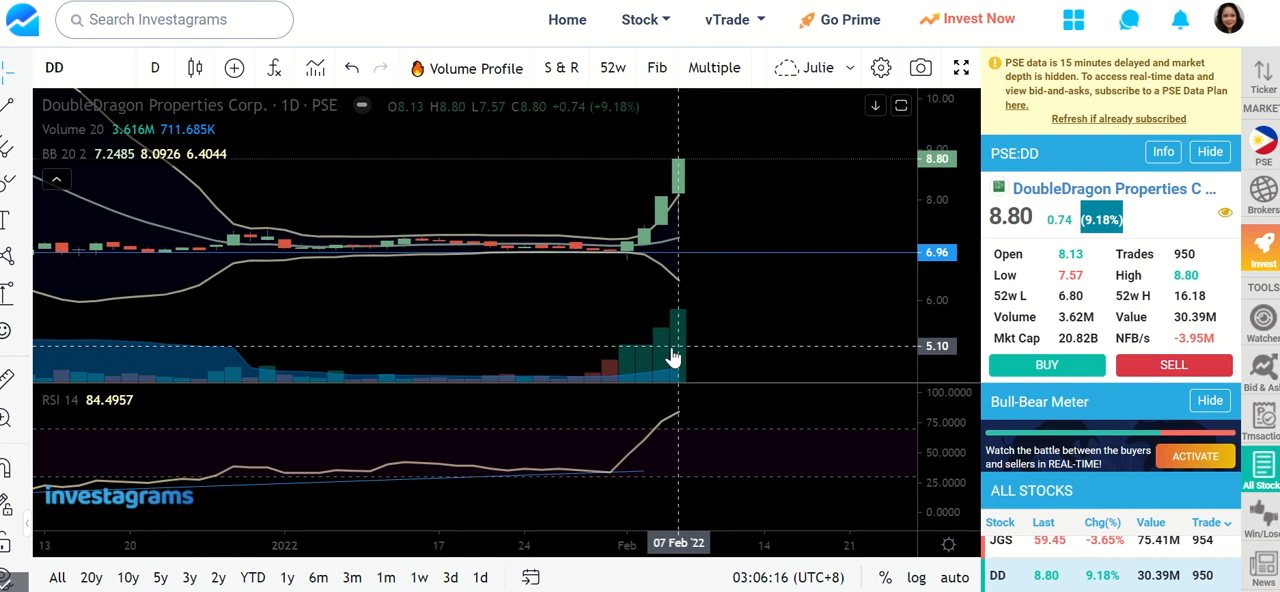 Search Investagrams
Home
Stock
vTrade
Go Prime
Invest Now
DD
D
Volume Profile
S & R
52w
Fib
Multiple
Julie
DoubleDragon Properties Corp. · 1D · PSE
O8.13 H8.80 L7.57 C8.80 +0.74 (+9.18%)
Volume 20 3.616M 711.685K
BB 20 2 7.2485 8.0926 6.4044
10.00
9.00
8.80
8.00
6.96
6.00
5.10
RSI 14 84.4957
100.0000
75.0000
50.0000
25.0000
0.0000
investagrams
13
20
2022
17
24
Feb
07 Feb '22
14
21
All
20y
10y
5y
3y
2y
YTD
1y
6m
3m
1m
1w
3d
1d
03:06:16 (UTC+8)
%
log
auto
PSE data is 15 minutes delayed and market
depth is hidden. To access real-time data and
view bid-and-asks, subscribe to a PSE Data Plan
here.
Refresh if already subscribed
PSE:DD
Info
Hide
DoubleDragon Properties C ...
8.80 0.74 (9.18%)
Open 8.13 Trades 950
Low 7.57 High 8.80
52w L 6.80 52w H 16.18
Volume 3.62M Value 30.39M
Mkt Cap 20.82B NFB/s -3.95M
BUY
SELL
Bull-Bear Meter
Hide
Watch the battle between the buyers
and sellers in REAL-TIME!
ACTIVATE
ALL STOCKS
Stock Last Chg(%) Value Trade
JGS 59.45 -3.65% 75.41M 954
DD 8.80 9.18% 30.39M 950
Ticker
MARKE
PSE
Brokers
Invest
TOOLS
Watcher
Bid & As
Trnsactio
All Stock
Win/Lose
News